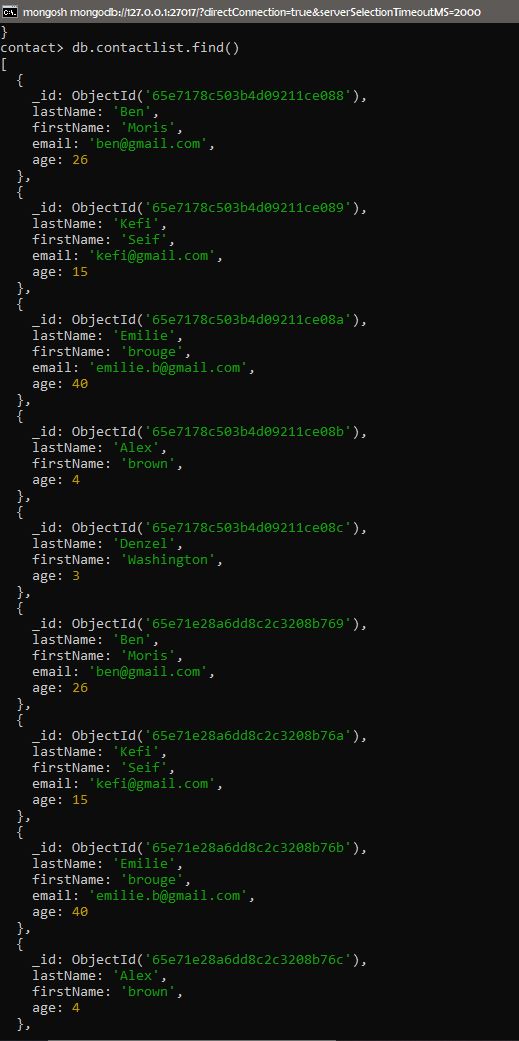 mongosh mongodb://127.0.0.1:27017/?directConnection=true&serverSelectionTimeoutMS=2000
}
contact> db.contactlist.find()
[
  {
    _id: ObjectId('65e7178c503b4d09211ce088'),
    lastName: 'Ben',
    firstName: 'Moris',
    email: 'ben@gmail.com',
    age: 26
  },
  {
    _id: ObjectId('65e7178c503b4d09211ce089'),
    lastName: 'Kefi',
    firstName: 'Seif',
    email: 'kefi@gmail.com',
    age: 15
  },
  {
    _id: ObjectId('65e7178c503b4d09211ce08a'),
    lastName: 'Emilie',
    firstName: 'brouge',
    email: 'emilie.b@gmail.com',
    age: 40
  },
  {
    _id: ObjectId('65e7178c503b4d09211ce08b'),
    lastName: 'Alex',
    firstName: 'brown',
    age: 4
  },
  {
    _id: ObjectId('65e7178c503b4d09211ce08c'),
    lastName: 'Denzel',
    firstName: 'Washington',
    age: 3
  },
  {
    _id: ObjectId('65e71e28a6dd8c2c3208b769'),
    lastName: 'Ben',
    firstName: 'Moris',
    email: 'ben@gmail.com',
    age: 26
  },
  {
    _id: ObjectId('65e71e28a6dd8c2c3208b76a'),
    lastName: 'Kefi',
    firstName: 'Seif',
    email: 'kefi@gmail.com',
    age: 15
  },
  {
    _id: ObjectId('65e71e28a6dd8c2c3208b76b'),
    lastName: 'Emilie',
    firstName: 'brouge',
    email: 'emilie.b@gmail.com',
    age: 40
  },
  {
    _id: ObjectId('65e71e28a6dd8c2c3208b76c'),
    lastName: 'Alex',
    firstName: 'brown',
    age: 4
  },